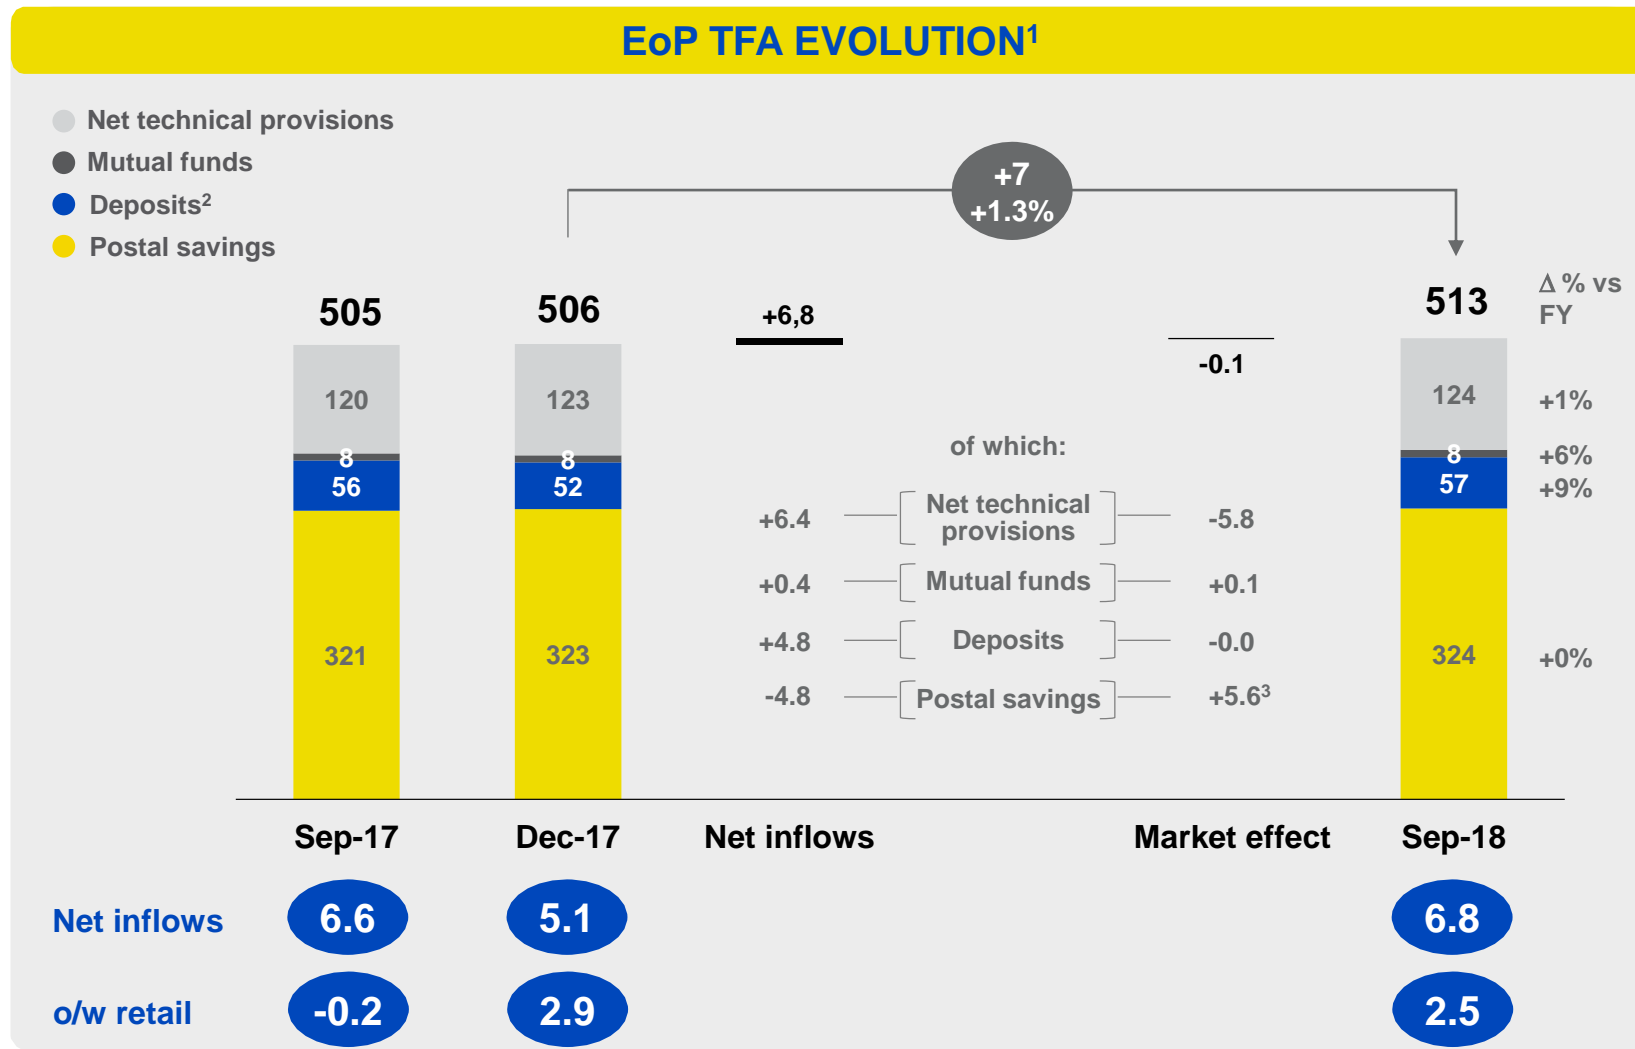 EoP TFA EVOLUTION¹
Net technical provisions
Mutual funds
Deposits²
Postal savings
+7
+1.3%
505
506
+6,8
-0.1
513
Δ % vs
FY
120
123
124
+1%
8
8
8
+6%
56
52
57
+9%
321
323
324
+0%
of which:
+6.4
Net technical
provisions
-5.8
+0.4
Mutual funds
+0.1
+4.8
Deposits
-0.0
-4.8
Postal savings
+5.6³
Sep-17
Dec-17
Net inflows
Market effect
Sep-18
Net inflows
6.6
5.1
6.8
o/w retail
-0.2
2.9
2.5